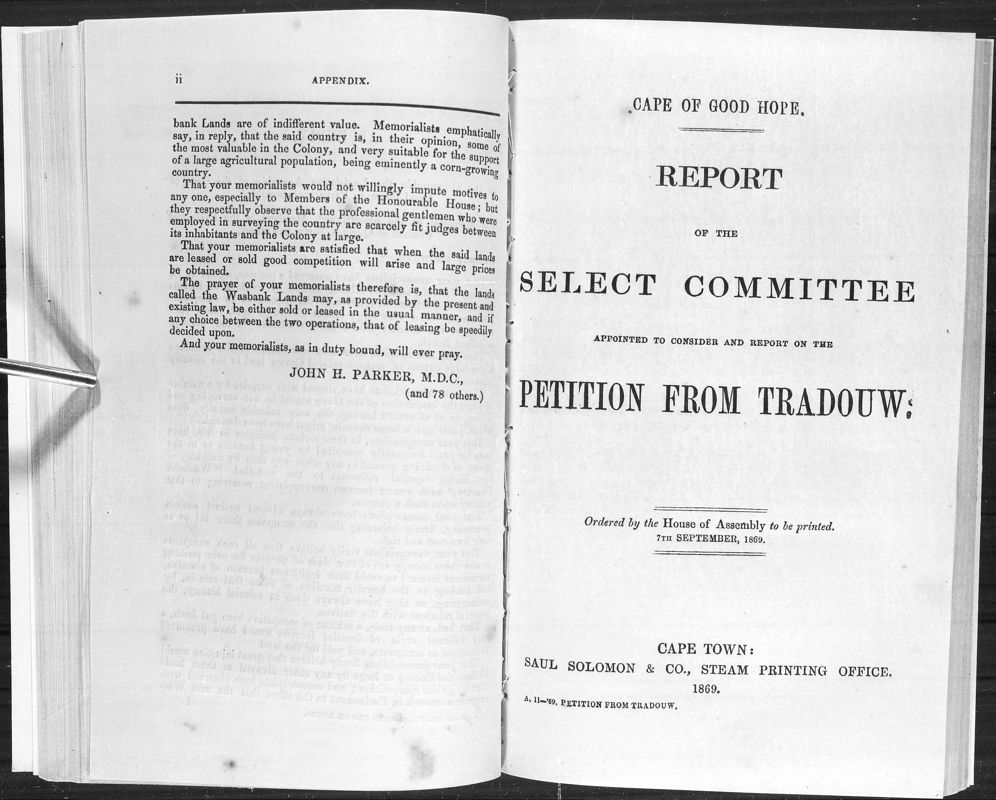 ii APPENDIX.
bank Lands are of indifferent value. Memorialists emphatically
say, in reply, that the said country is, in their opinion, some of
the most valuable in the Colony, and very suitable for the support
of a large agricultural population, being eminently a corn-growing
country.
That your memorialists would not willingly impute motives to
any one, especially to Members of the Honourable House; but
they respectfully observe that the professional gentlemen who were
employed in surveying the country are scarcely fit judges between
its inhabitants and the Colony at large.
That your memorialists are satisfied that when the said lands
are leased or sold good competition will arise and large prices
be obtained.
The prayer of your memorialists therefore is, that the lands
called the Wasbank Lands may, as provided by the present and
existing law, be either sold or leased in the usual manner, and if
any choice between the two operations, that of leasing be speedily
decided upon.
And your memorialists, as in duty bound, will ever pray.
JOHN H. PARKER, M.D.C.,
(and 78 others.)
CAPE OF GOOD HOPE.
REPORT
OF THE
SELECT COMMITTEE
APPOINTED TO CONSIDER AND REPORT ON THE
PETITION FROM TRADOUW.
Ordered by the House of Assembly to be printed.
7TH SEPTEMBER, 1869.
CAPE TOWN:
SAUL SOLOMON & CO., STEAM PRINTING OFFICE.
1869.
A. 11—'69. PETITION FROM TRADOUW.